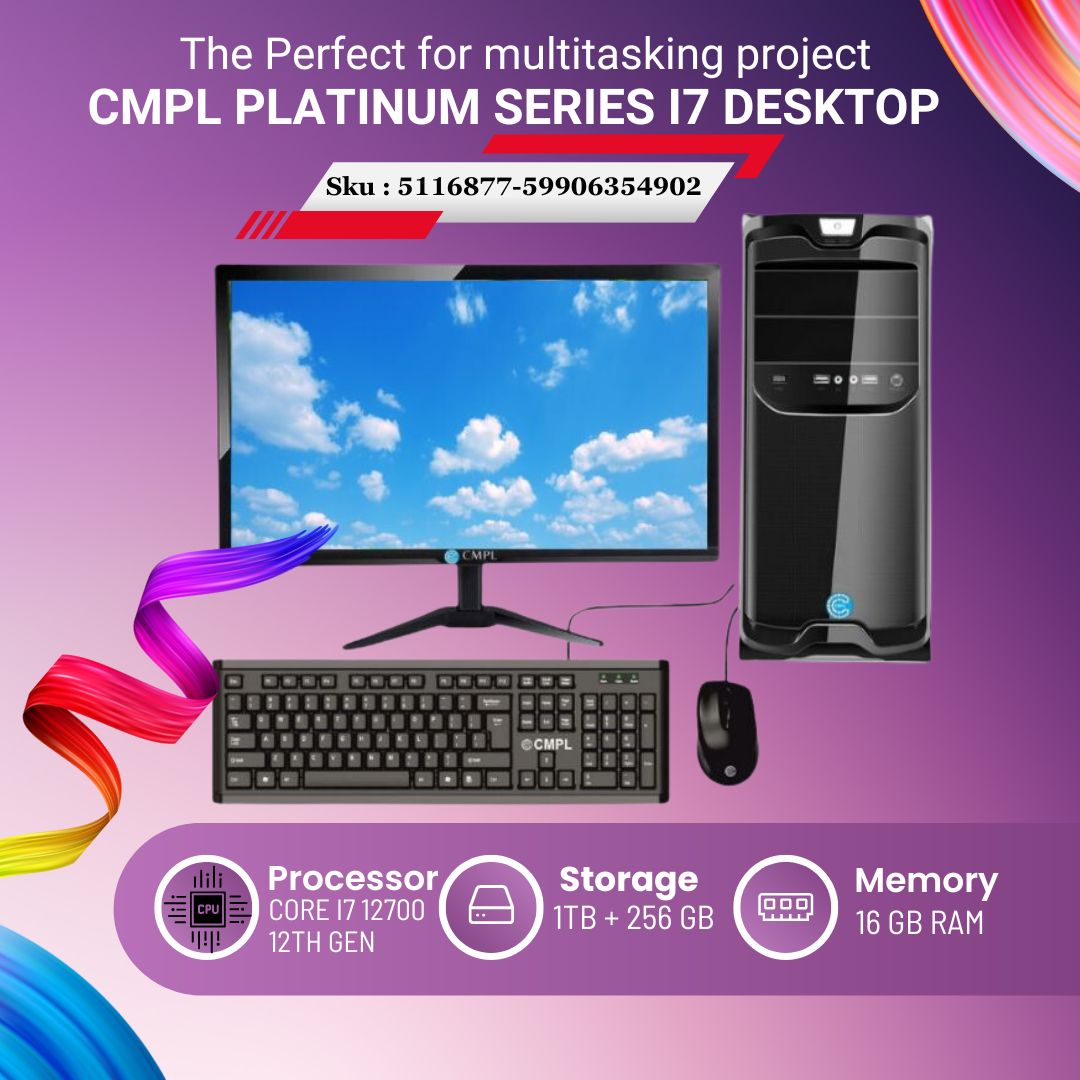 The Perfect for multitasking project
CMPL PLATINUM SERIES I7 DESKTOP
Sku : 5116877-59906354902
CMPL
CMPL
CPU
Processor
CORE I7 12700
12TH GEN
Storage
1TB + 256 GB
Memory
16 GB RAM